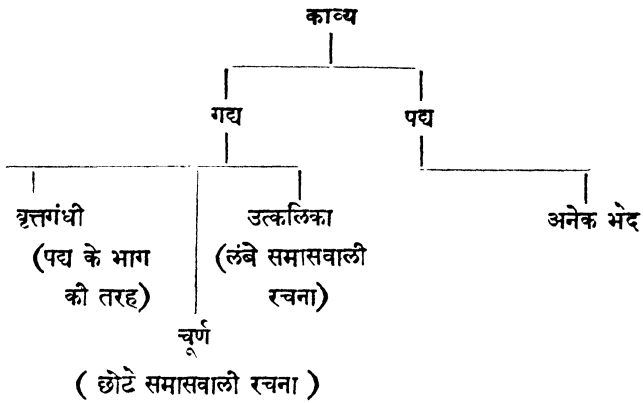 काव्य
गद्य पद्य
वृत्तगंधी उत्कलिका अनेक भेद
(पद्य के भाग (लंबे समासवाली
की तरह) रचना)
चूर्ण
( छोटे समासवाली रचना )